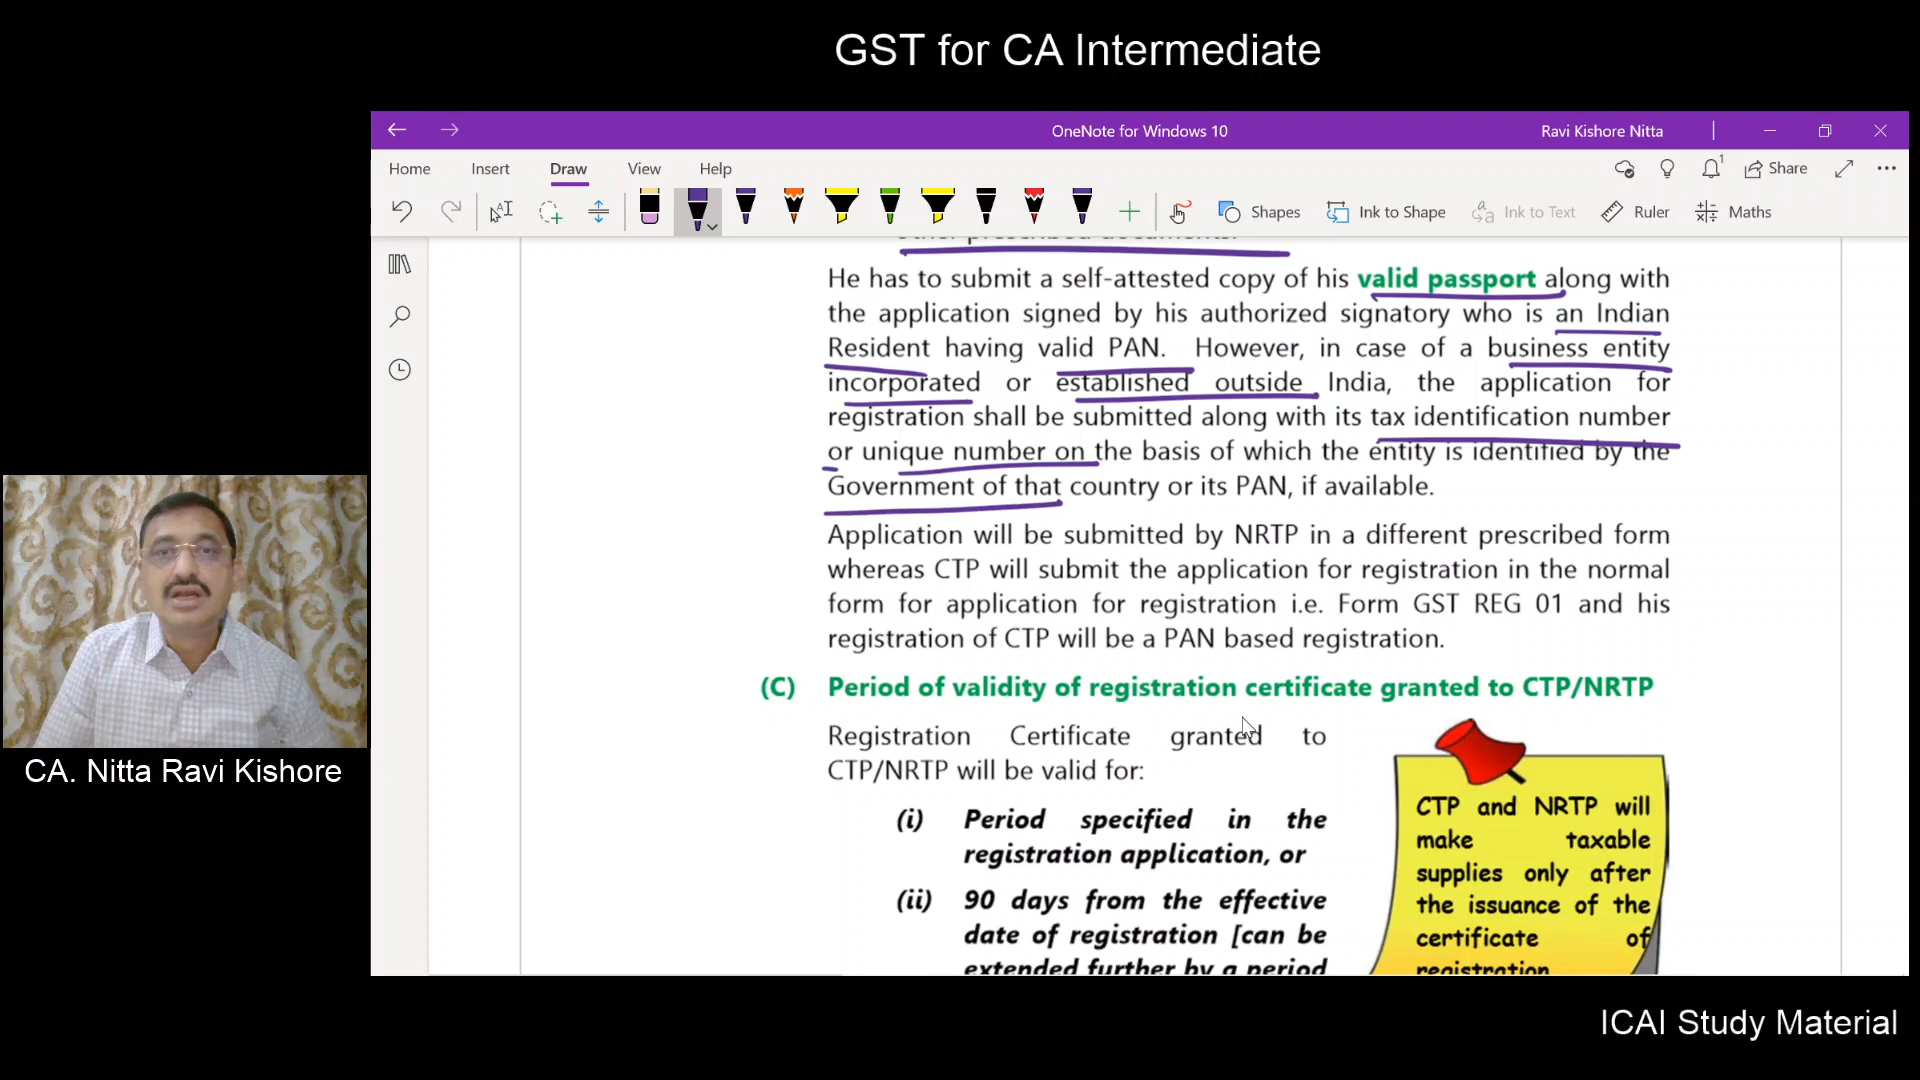 GST for CA Intermediate
OneNote for Windows 10
Ravi Kishore Nitta
Home Insert Draw View Help
1
Share
Shapes
Ink to Shape
Ink to Text
Ruler
Maths
other prescribed documents.
He has to submit a self-attested copy of his valid passport along with
the application signed by his authorized signatory who is an Indian
Resident having valid PAN. However, in case of a business entity
incorporated or established outside India, the application for
registration shall be submitted along with its tax identification number
or unique number on the basis of which the entity is identified by the
Government of that country or its PAN, if available.
Application will be submitted by NRTP in a different prescribed form
whereas CTP will submit the application for registration in the normal
form for application for registration i.e. Form GST REG 01 and his
registration of CTP will be a PAN based registration.
(C) Period of validity of registration certificate granted to CTP/NRTP
Registration Certificate granted to
CTP/NRTP will be valid for:
(i) Period specified in the
registration application, or
(ii) 90 days from the effective
date of registration [can be
extended further by a period
CTP and NRTP will
make taxable
supplies only after
the issuance of the
certificate of
registration
CA. Nitta Ravi Kishore
ICAI Study Material